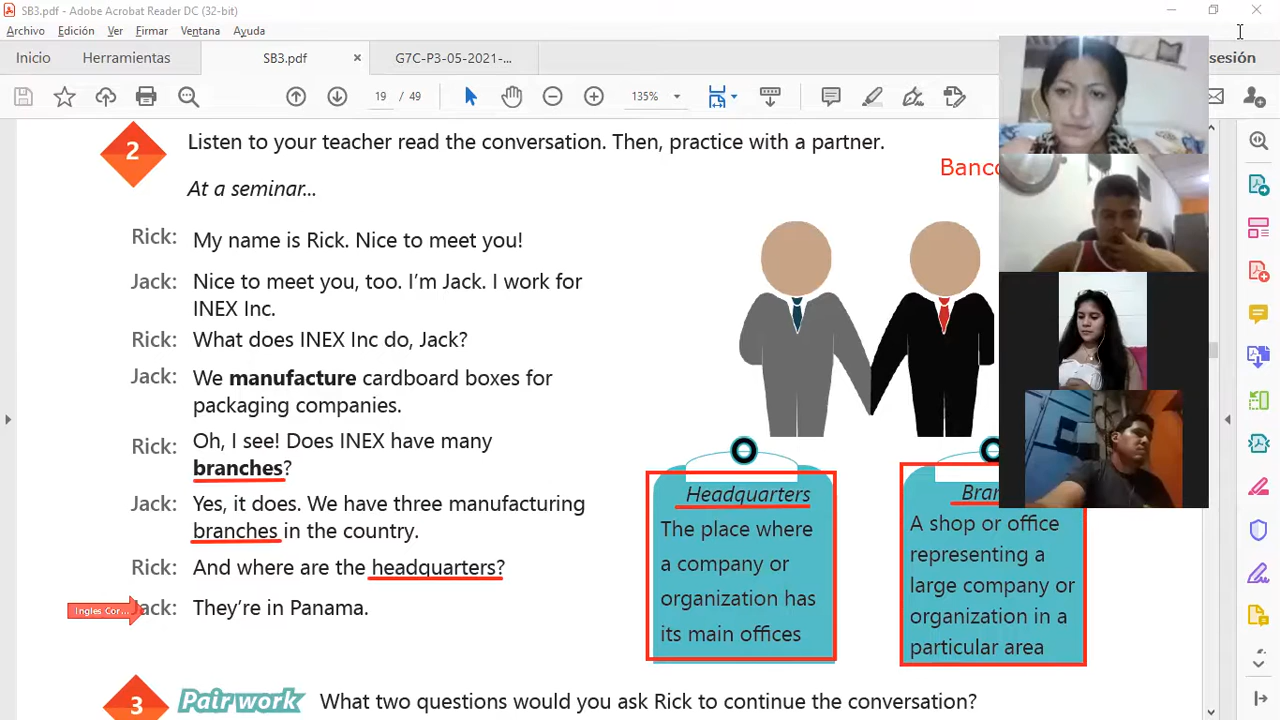 SB3.pdf - Adobe Acrobat Reader DC (32-bit)
Archivo Edición Ver Firmar Ventana Ayuda
Inicio Herramientas SB3.pdf G7C-P3-05-2021-... sesión
19 / 49 135%
2 Listen to your teacher read the conversation. Then, practice with a partner.
Banco
At a seminar...
Rick: My name is Rick. Nice to meet you!
Jack: Nice to meet you, too. I'm Jack. I work for
INEX Inc.
Rick: What does INEX Inc do, Jack?
Jack: We manufacture cardboard boxes for
packaging companies.
Rick: Oh, I see! Does INEX have many
branches?
Jack: Yes, it does. We have three manufacturing
branches in the country.
Rick: And where are the headquarters?
Ingles Cor... Jack: They're in Panama.
Headquarters
The place where
a company or
organization has
its main offices
Bran
A shop or office
representing a
large company or
organization in a
particular area
3 Pair work What two questions would you ask Rick to continue the conversation?